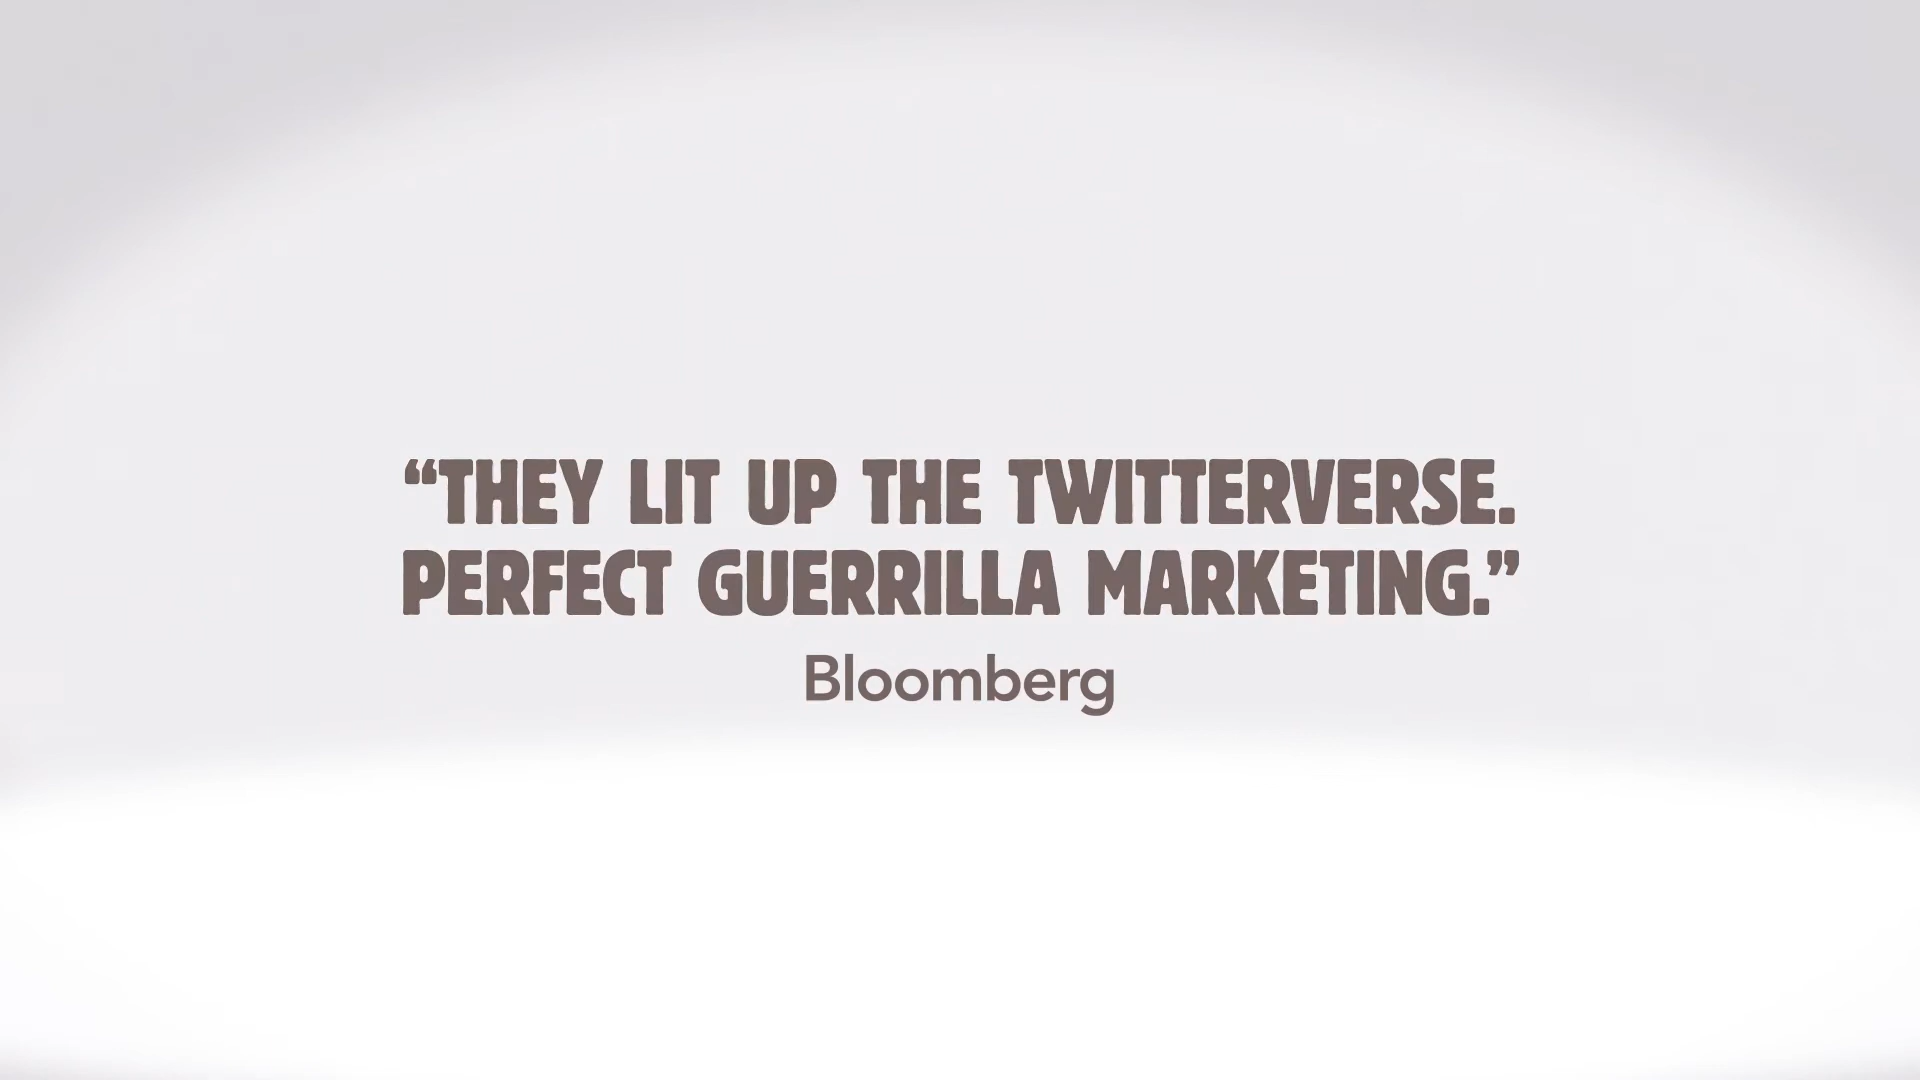 “THEY LIT UP THE TWITTERVERSE.
PERFECT GUERRILLA MARKETING.”
Bloomberg